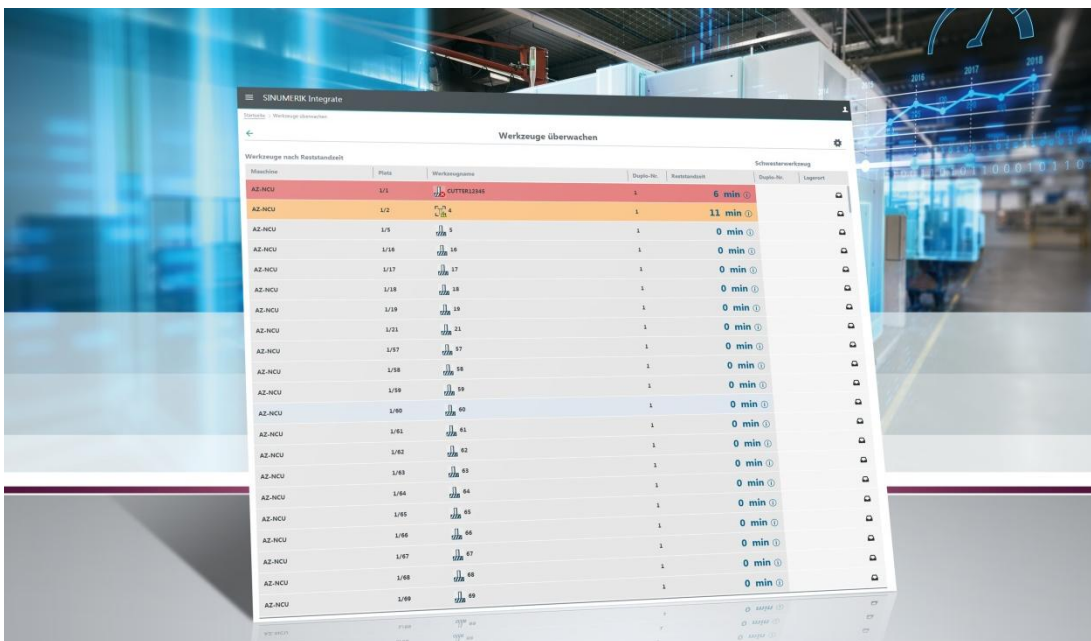 2016 2017 2018
SINUMERIK Integrate
Startseite > Werkzeuge überwachen
Werkzeuge überwachen
Werkzeuge nach Reststandzeit Schwesterwerkzeug
Maschine Platz Werkzeugname Duplo-Nr. Reststandzeit Duplo-Nr. Lagerort
AZ-NCU 1/1 CUTTER12345 1 6 min
AZ-NCU 1/2 4 1 11 min
AZ-NCU 1/5 5 1 0 min
AZ-NCU 1/16 16 1 0 min
AZ-NCU 1/17 17 1 0 min
AZ-NCU 1/18 18 1 0 min
AZ-NCU 1/19 19 1 0 min
AZ-NCU 1/21 21 1 0 min
AZ-NCU 1/57 57 1 0 min
AZ-NCU 1/58 58 1 0 min
AZ-NCU 1/59 59 1 0 min
AZ-NCU 1/60 60 1 0 min
AZ-NCU 1/61 61 1 0 min
AZ-NCU 1/62 62 1 0 min
AZ-NCU 1/63 63 1 0 min
AZ-NCU 1/64 64 1 0 min
AZ-NCU 1/65 65 1 0 min
AZ-NCU 1/66 66 1 0 min
AZ-NCU 1/67 67 1 0 min
AZ-NCU 1/68 68 1 0 min
AZ-NCU 1/69 69 1 0 min